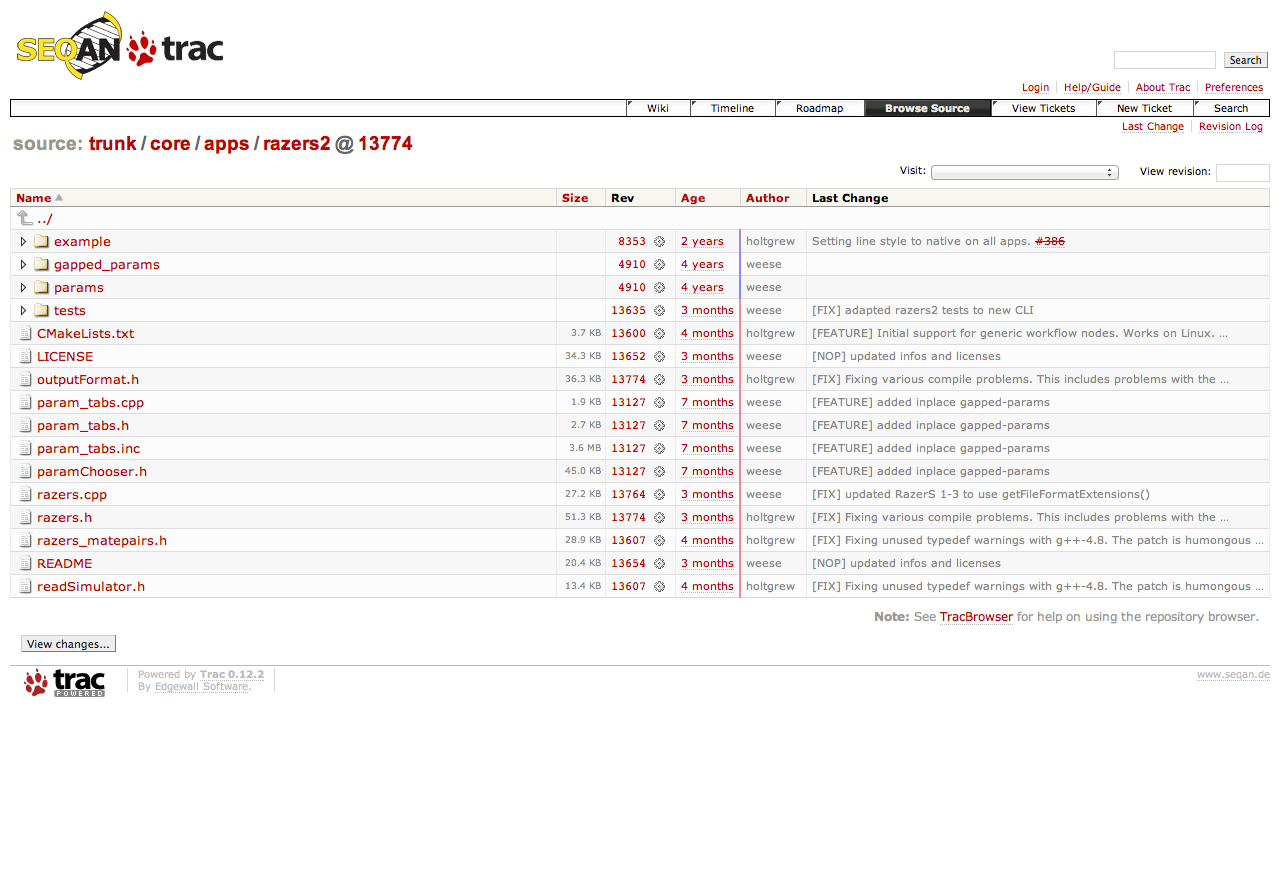 SEQAN trac
Search
Login Help/Guide About Trac Preferences
Wiki Timeline Roadmap Browse Source View Tickets New Ticket Search
Last Change Revision Log
source: trunk / core / apps / razers2 @ 13774
Visit: View revision:
Name Size Rev Age Author Last Change
../
example 8353 2 years holtgrew Setting line style to native on all apps. #386
gapped_params 4910 4 years weese
params 4910 4 years weese
tests 13635 3 months weese [FIX] adapted razers2 tests to new CLI
CMakeLists.txt 3.7 KB 13600 4 months holtgrew [FEATURE] Initial support for generic workflow nodes. Works on Linux. ...
LICENSE 34.3 KB 13652 3 months weese [NOP] updated infos and licenses
outputFormat.h 36.3 KB 13774 3 months holtgrew [FIX] Fixing various compile problems. This includes problems with the ...
param_tabs.cpp 1.9 KB 13127 7 months weese [FEATURE] added inplace gapped-params
param_tabs.h 2.7 KB 13127 7 months weese [FEATURE] added inplace gapped-params
param_tabs.inc 3.6 MB 13127 7 months weese [FEATURE] added inplace gapped-params
paramChooser.h 45.0 KB 13127 7 months weese [FEATURE] added inplace gapped-params
razers.cpp 27.2 KB 13764 3 months weese [FIX] updated RazerS 1-3 to use getFileFormatExtensions()
razers.h 51.3 KB 13774 3 months holtgrew [FIX] Fixing various compile problems. This includes problems with the ...
razers_matepairs.h 28.9 KB 13607 4 months holtgrew [FIX] Fixing unused typedef warnings with g++-4.8. The patch is humongous ...
README 20.4 KB 13654 3 months weese [NOP] updated infos and licenses
readSimulator.h 13.4 KB 13607 4 months holtgrew [FIX] Fixing unused typedef warnings with g++-4.8. The patch is humongous ...
Note: See TracBrowser for help on using the repository browser.
View changes...
trac POWERED
Powered by Trac 0.12.2
By Edgewall Software.
www.seqan.de